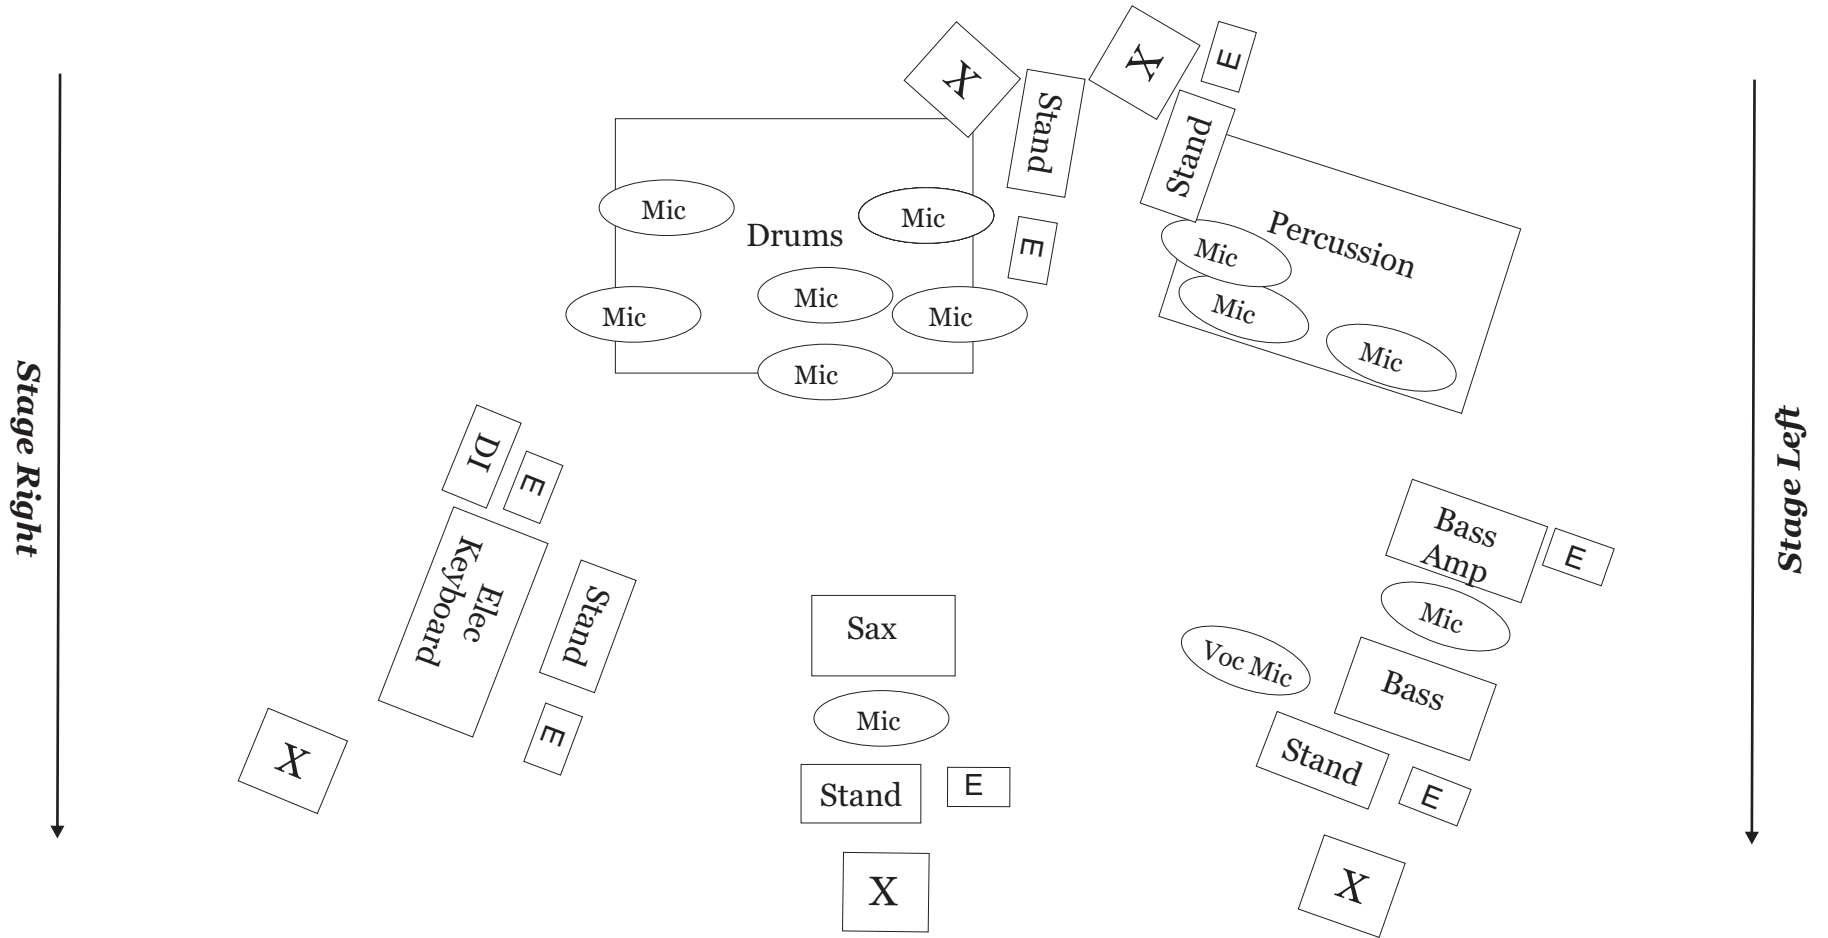 X
X
E
Stand
Stand
Mic
Mic
Drums
Percussion
E
Mic
Mic
Mic
Mic
Mic
Mic
Mic
Stage Right
Stage Left
DI
E
Bass
Amp
E
Elec
Keyboard
Stand
Sax
Mic
Voc Mic
Bass
Mic
E
Stand
E
Stand
E
X
X
X